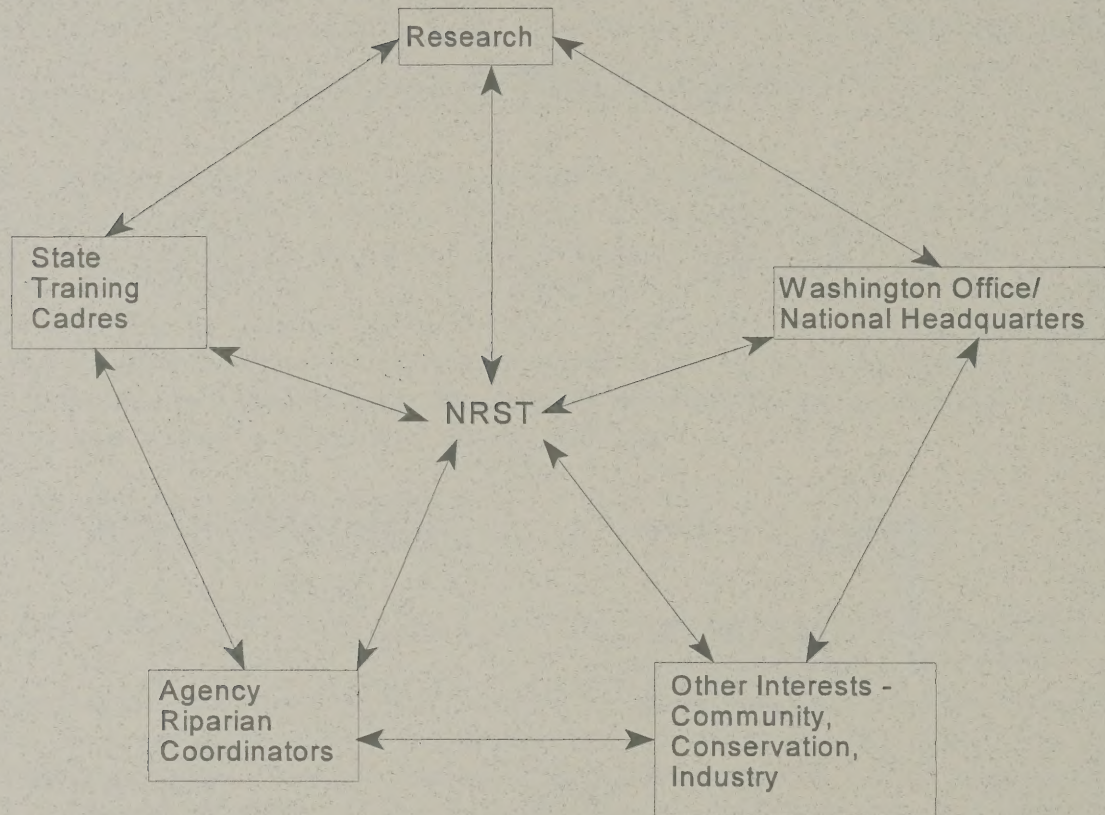 Research
State
Training
Cadres
Washington Office/
National Headquarters
NRST
Agency
Riparian
Coordinators
Other Interests -
Community,
Conservation,
Industry